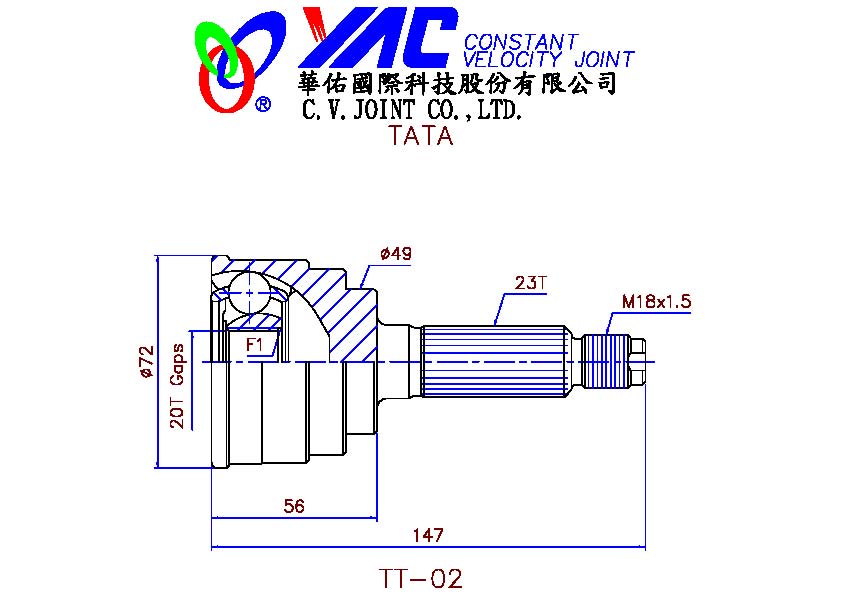 YAC CONSTANT
VELOCITY JOINT
®
華佑國際科技股份有限公司
C.V.JOINT CO.,LTD.
TATA
ø49
23T
M18x1.5
F1
ø72
20T Gaps
56
147
TT-02